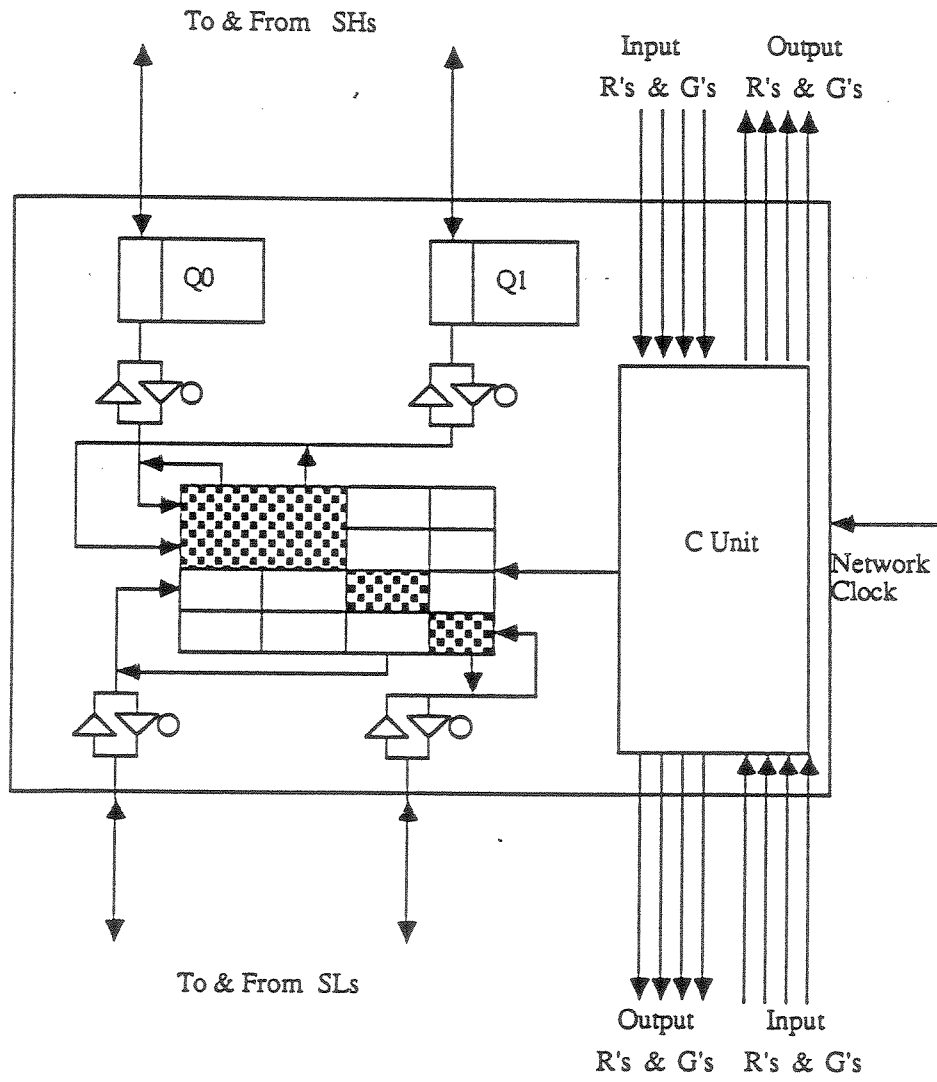 To & From SHs
Input
R's & G's
Output
R's & G's
Q0
Q1
C Unit
Network
Clock
To & From SLs
Output
R's & G's
Input
R's & G's